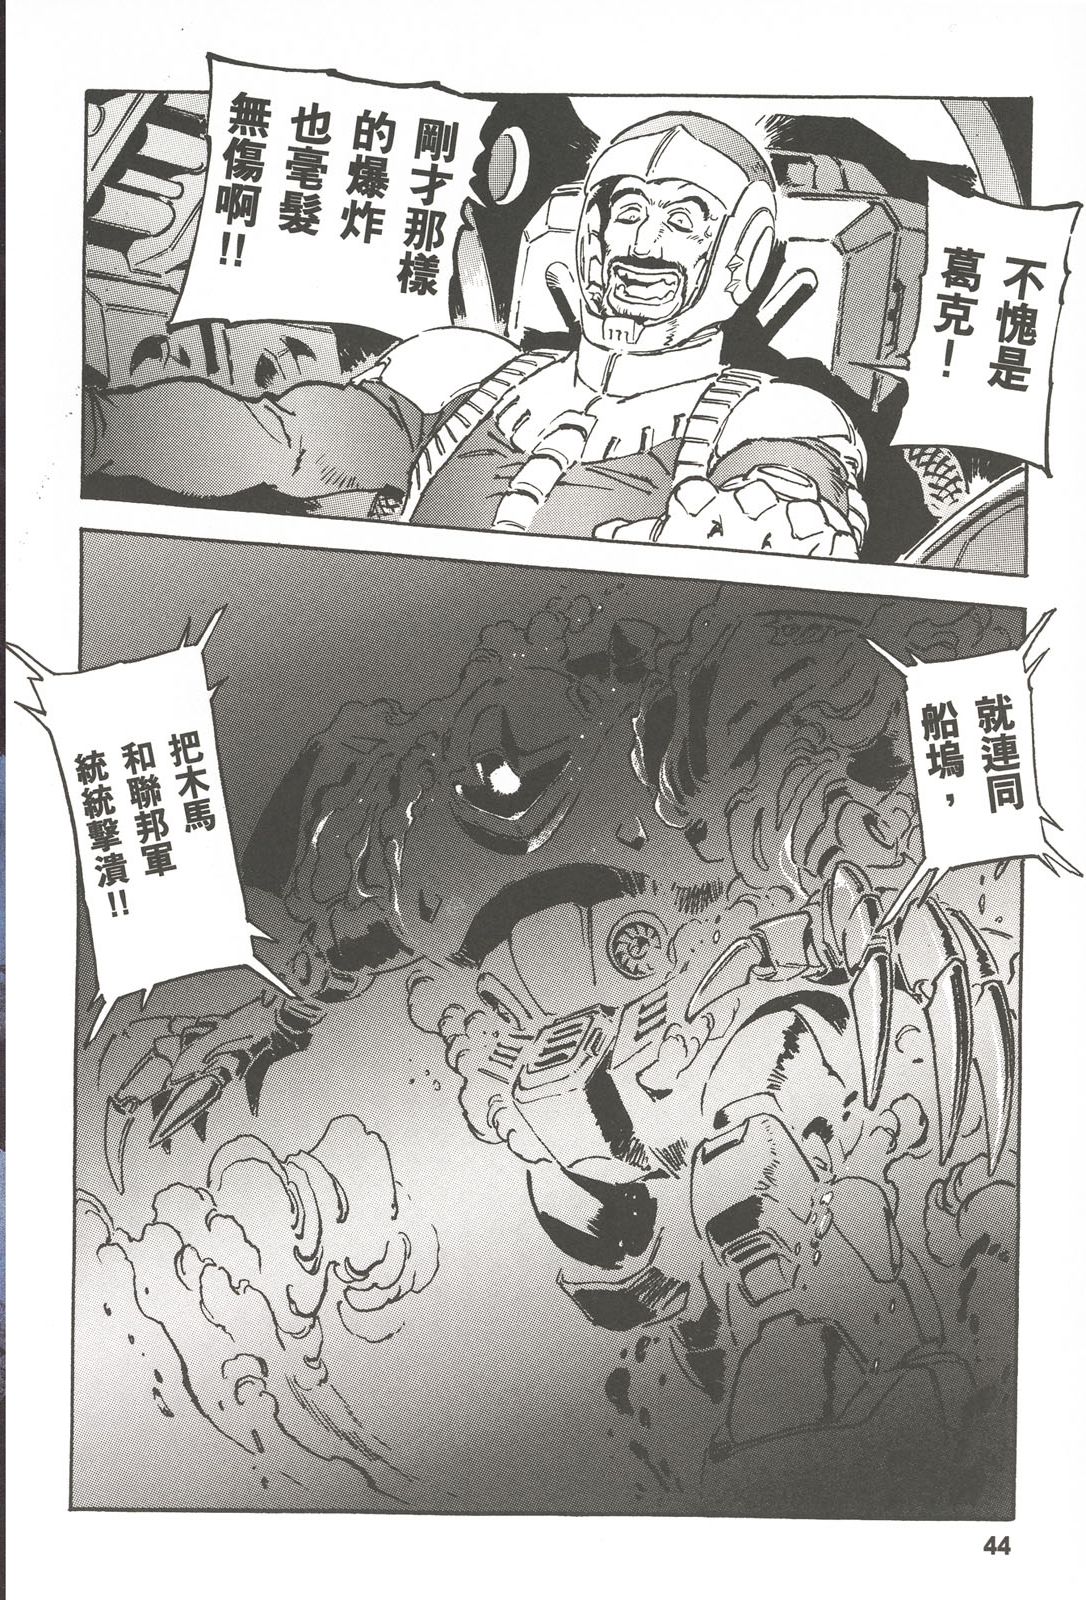 不愧是
葛克！
剛才那樣
的爆炸
也毫髮
無傷啊!!
就連同
船塢，
把木馬
和聯邦軍
統統擊潰!!
44